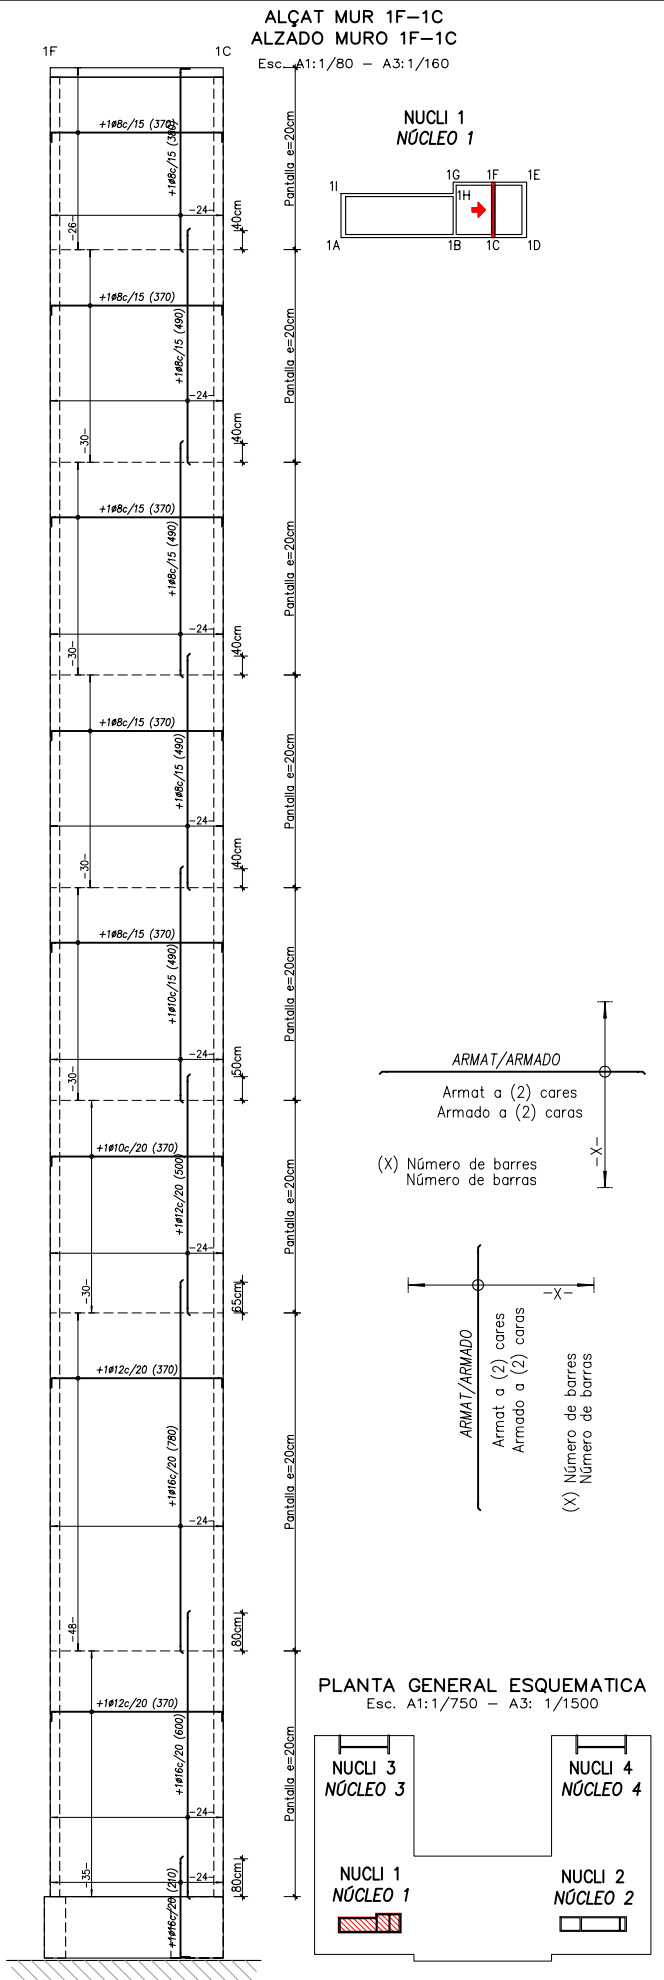 ALÇAT MUR 1F-1C
ALZADO MURO 1F-1C
Esc. A1:1/80 - A3:1/160
1F
1C
+1ø8c/15 (370)
+1ø8c/15 (380)
-24-
-26-
40cm
Pantalla e=20cm
+1ø8c/15 (370)
+1ø8c/15 (490)
-24-
-30-
40cm
Pantalla e=20cm
+1ø8c/15 (370)
+1ø8c/15 (490)
-24-
-30-
40cm
Pantalla e=20cm
+1ø8c/15 (370)
+1ø8c/15 (490)
-24-
-30-
40cm
Pantalla e=20cm
+1ø8c/15 (370)
+1ø10c/15 (490)
-24-
-30-
50cm
Pantalla e=20cm
+1ø10c/20 (370)
+1ø12c/20 (500)
-24-
-30-
65cm
Pantalla e=20cm
+1ø12c/20 (370)
+1ø16c/20 (780)
-24-
-48-
80cm
Pantalla e=20cm
+1ø12c/20 (370)
+1ø16c/20 (600)
-24-
-24-
-35-
80cm
Pantalla e=20cm
+1ø16c/20 (210)
NUCLI 1
NÚCLEO 1
1G
1F
1E
1I
1H
1A
1B
1C
1D
ARMAT/ARMADO
Armat a (2) cares
Armado a (2) caras
-X-
(X) Número de barres
Número de barras
-X-
ARMAT/ARMADO
Armat a (2) cares
Armado a (2) caras
(X) Número de barres
Número de barras
PLANTA GENERAL ESQUEMATICA
Esc. A1:1/750 - A3: 1/1500
NUCLI 3
NÚCLEO 3
NUCLI 4
NÚCLEO 4
NUCLI 1
NÚCLEO 1
NUCLI 2
NÚCLEO 2